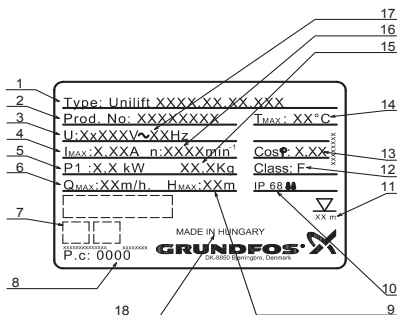 17
16
15
1
2
3
4
5
6
7
8
18
14
13
12
11
10
9
Type: Unilift XXXX.XX.XX.XXX
Prod. No: XXXXXXXX
TMAX: XX°C
U:XxXXXV~XXHz
IMAX:X.XXA n:XXXXmin-1
Cosφ: X,XX
XXXXXXXX
P1 :X.X kW XX.XKg
Class: F
QMAX:XXm/h. HMAX:XXm
IP 68
XX m
MADE IN HUNGARY
xxxxxxxxxxxxxx xxxxxxxx
P.c: 0000
GRUNDFOS
DK-8850 Bjerringbro, Denmark